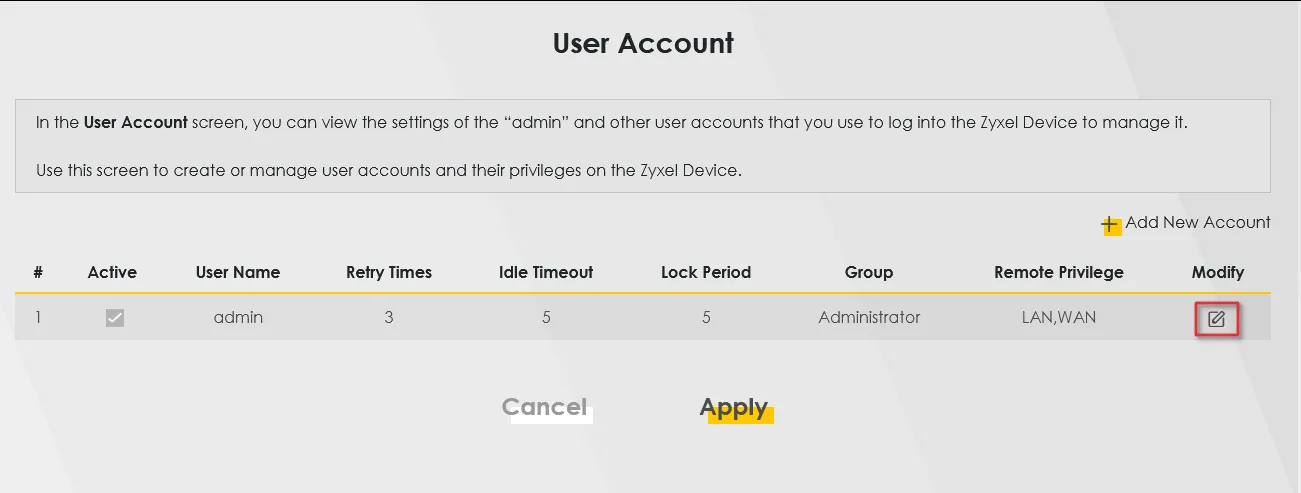 User Account
In the User Account screen, you can view the settings of the “admin” and other user accounts that you use to log into the Zyxel Device to manage it.
Use this screen to create or manage user accounts and their privileges on the Zyxel Device.
Add New Account
# Active User Name Retry Times Idle Timeout Lock Period Group Remote Privilege Modify
1 admin 3 5 5 Administrator LAN,WAN
Cancel Apply